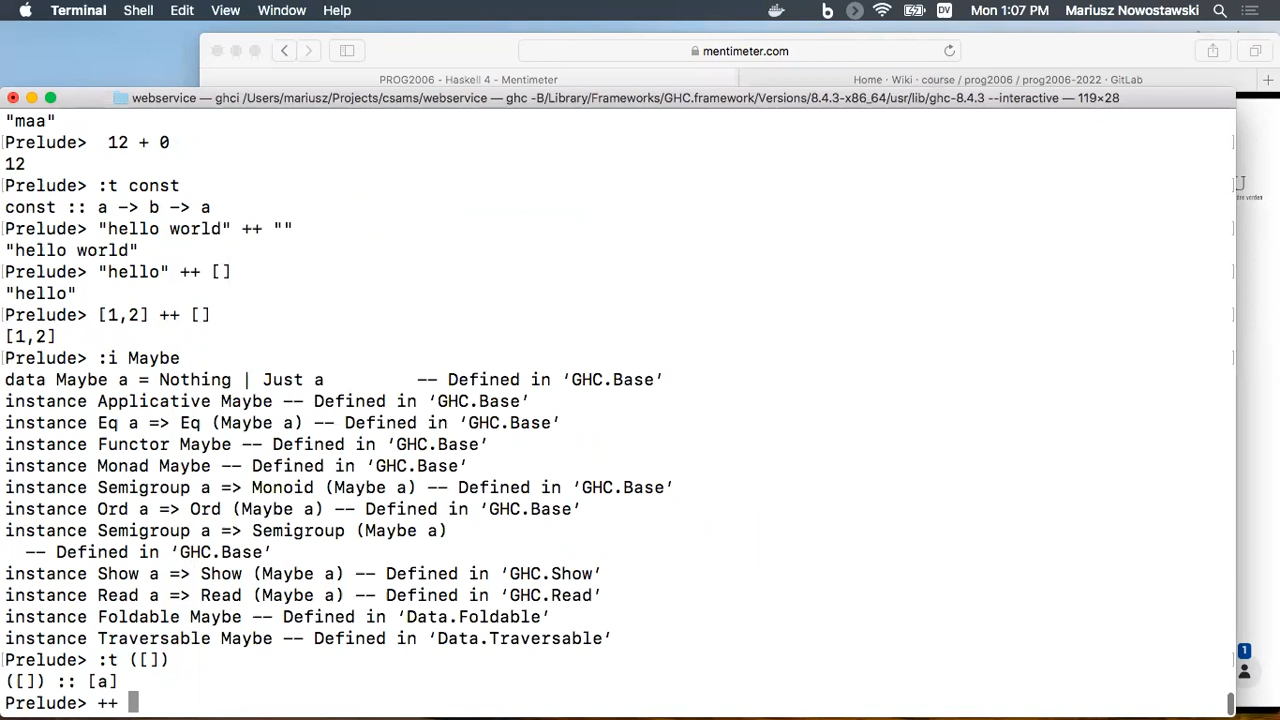 Terminal Shell Edit View Window Help DV Mon 1:07 PM Mariusz Nowostawski
mentimeter.com
PROG2006 - Haskell 4 - Mentimeter Home · Wiki · course / prog2006 / prog2006-2022 · GitLab
webservice — ghci /Users/mariusz/Projects/csams/webservice — ghc -B/Library/Frameworks/GHC.framework/Versions/8.4.3-x86_64/usr/lib/ghc-8.4.3 --interactive — 119×28
"maa"
Prelude>  12 + 0
12
Prelude> :t const
const :: a -> b -> a
Prelude> "hello world" ++ ""
"hello world"
Prelude> "hello" ++ []
"hello"
Prelude> [1,2] ++ []
[1,2]
Prelude> :i Maybe
data Maybe a = Nothing | Just a         -- Defined in ‘GHC.Base’
instance Applicative Maybe -- Defined in ‘GHC.Base’
instance Eq a => Eq (Maybe a) -- Defined in ‘GHC.Base’
instance Functor Maybe -- Defined in ‘GHC.Base’
instance Monad Maybe -- Defined in ‘GHC.Base’
instance Semigroup a => Monoid (Maybe a) -- Defined in ‘GHC.Base’
instance Ord a => Ord (Maybe a) -- Defined in ‘GHC.Base’
instance Semigroup a => Semigroup (Maybe a)
  -- Defined in ‘GHC.Base’
instance Show a => Show (Maybe a) -- Defined in ‘GHC.Show’
instance Read a => Read (Maybe a) -- Defined in ‘GHC.Read’
instance Foldable Maybe -- Defined in ‘Data.Foldable’
instance Traversable Maybe -- Defined in ‘Data.Traversable’
Prelude> :t ([])
([]) :: [a]
Prelude> ++
1